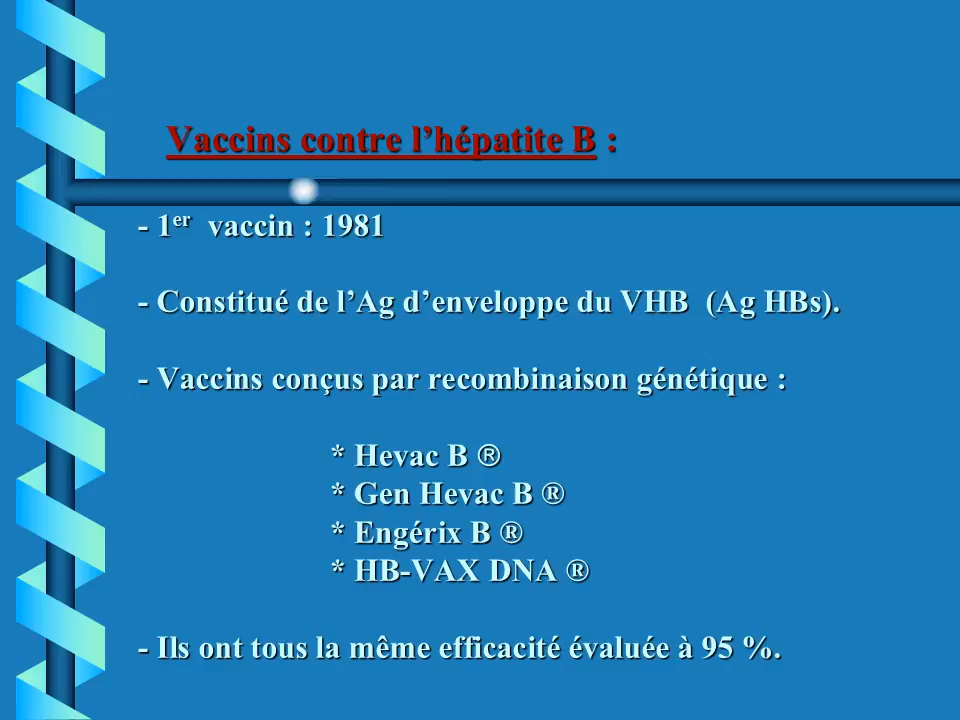 Vaccins contre l’hépatite B :
- 1er vaccin : 1981
- Constitué de l’Ag d’enveloppe du VHB (Ag HBs).
- Vaccins conçus par recombinaison génétique :
* Hevac B ®
* Gen Hevac B ®
* Engérix B ®
* HB-VAX DNA ®
- Ils ont tous la même efficacité évaluée à 95 %.